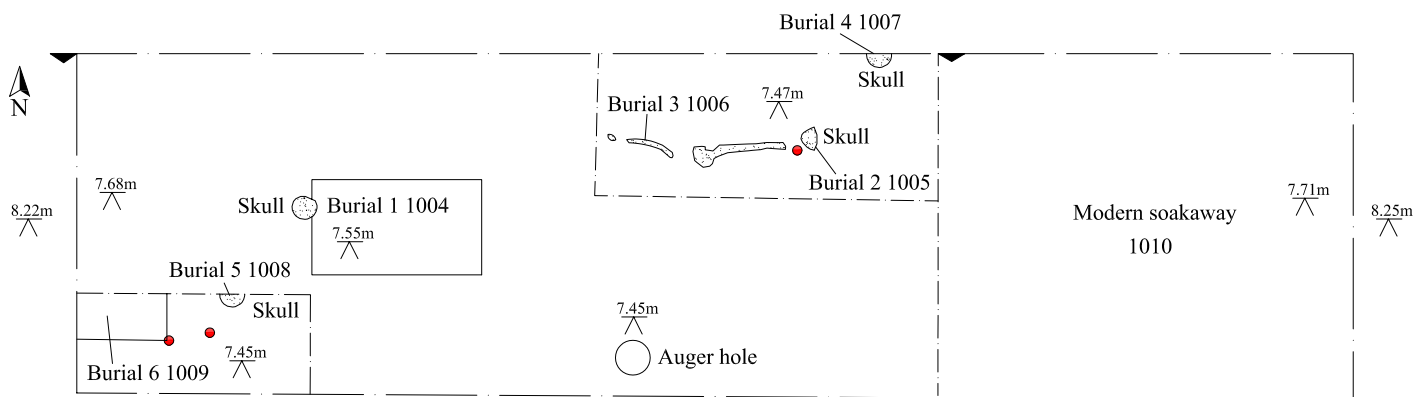 Burial 4 1007
Skull
N
7.47m
Burial 3 1006
Skull
Burial 2 1005
7.68m
8.22m
Skull
Burial 1 1004
7.55m
7.71m
8.25m
Modern soakaway
1010
Burial 5 1008
Skull
7.45m
Burial 6 1009
7.45m
Auger hole